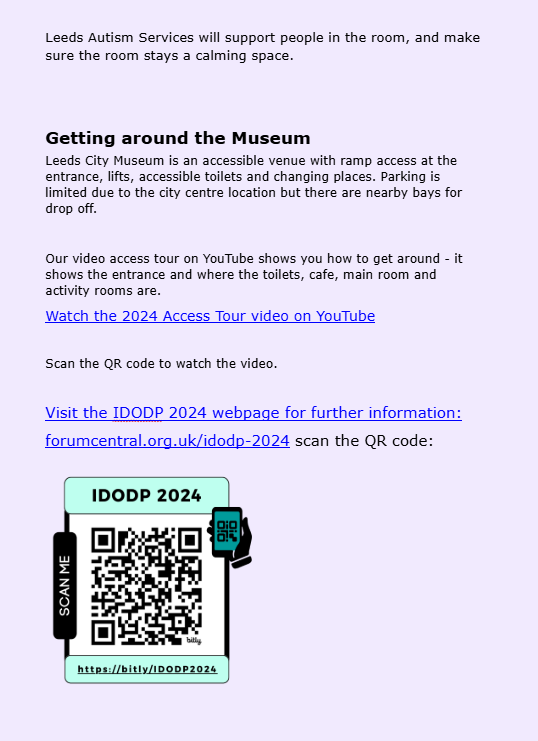 Leeds Autism Services will support people in the room, and make
sure the room stays a calming space.
Getting around the Museum
Leeds City Museum is an accessible venue with ramp access at the
entrance, lifts, accessible toilets and changing places. Parking is
limited due to the city centre location but there are nearby bays for
drop off.
Our video access tour on YouTube shows you how to get around - it
shows the entrance and where the toilets, cafe, main room and
activity rooms are.
Watch the 2024 Access Tour video on YouTube
Scan the QR code to watch the video.
Visit the IDODP 2024 webpage for further information:
forumcentral.org.uk/idodp-2024 scan the QR code:
IDODP 2024
SCAN ME
bitly
https://bitly/IDODP2024